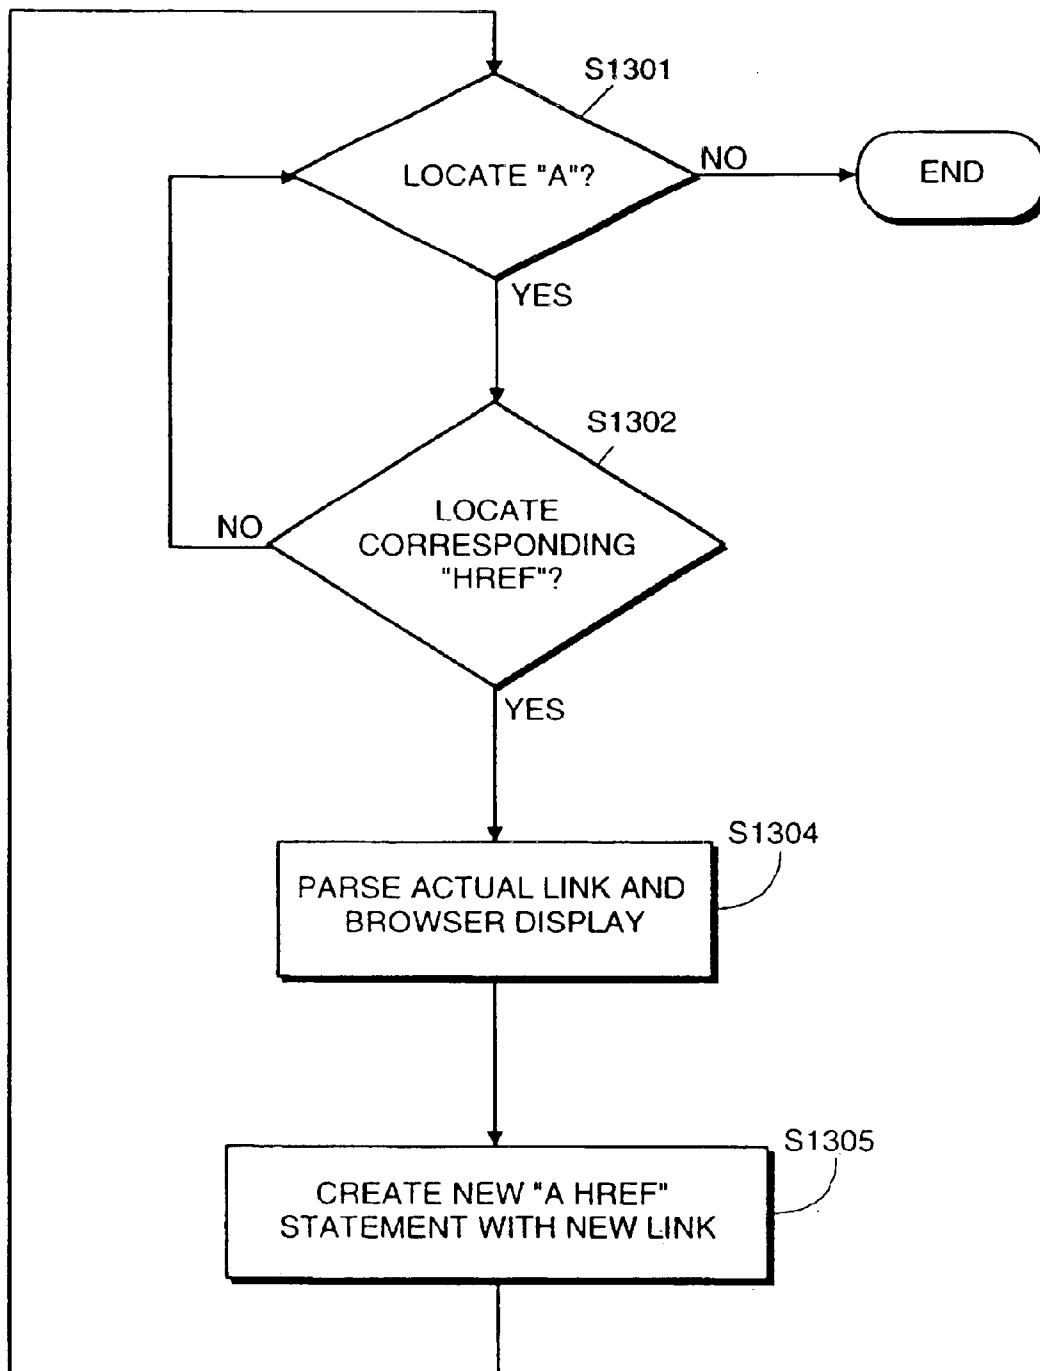 S1301
LOCATE "A"?
NO
END
YES
S1302
LOCATE
CORRESPONDING
"HREF"?
NO
YES
S1304
PARSE ACTUAL LINK AND
BROWSER DISPLAY
S1305
CREATE NEW "A HREF"
STATEMENT WITH NEW LINK